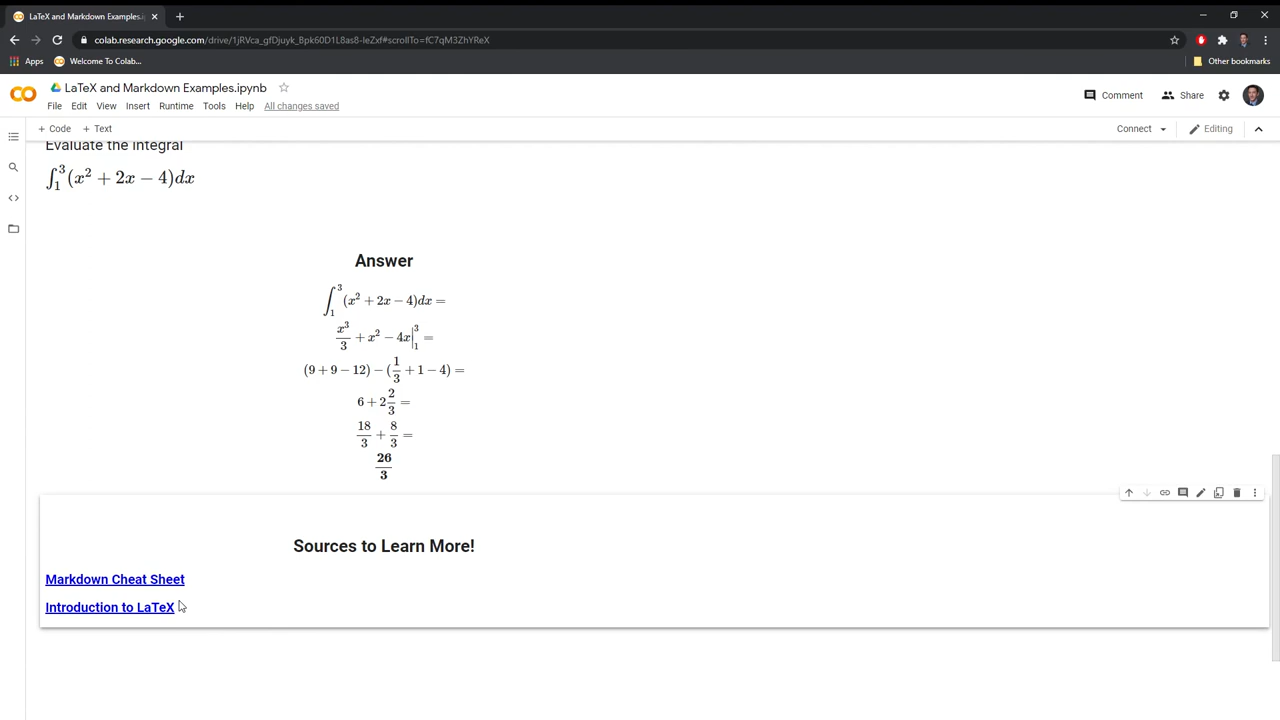 LaTeX and Markdown Examples.i
colab.research.google.com/drive/1jRVca_gfDjuyk_Bpk60D1L8as8-leZxf#scrollTo=fC7qM3ZhYReX
Apps Welcome To Colab... Other bookmarks
LaTeX and Markdown Examples.ipynb
Comment Share
File Edit View Insert Runtime Tools Help All changes saved
+ Code + Text Connect Editing
Evaluate the integral
∫₁³(x² + 2x − 4)dx
Answer
∫₁³(x² + 2x − 4)dx =
x³/3 + x² − 4x|₁³ =
(9 + 9 − 12) − (1/3 + 1 − 4) =
6 + 2 2/3 =
18/3 + 8/3 =
26/3
Sources to Learn More!
Markdown Cheat Sheet
Introduction to LaTeX